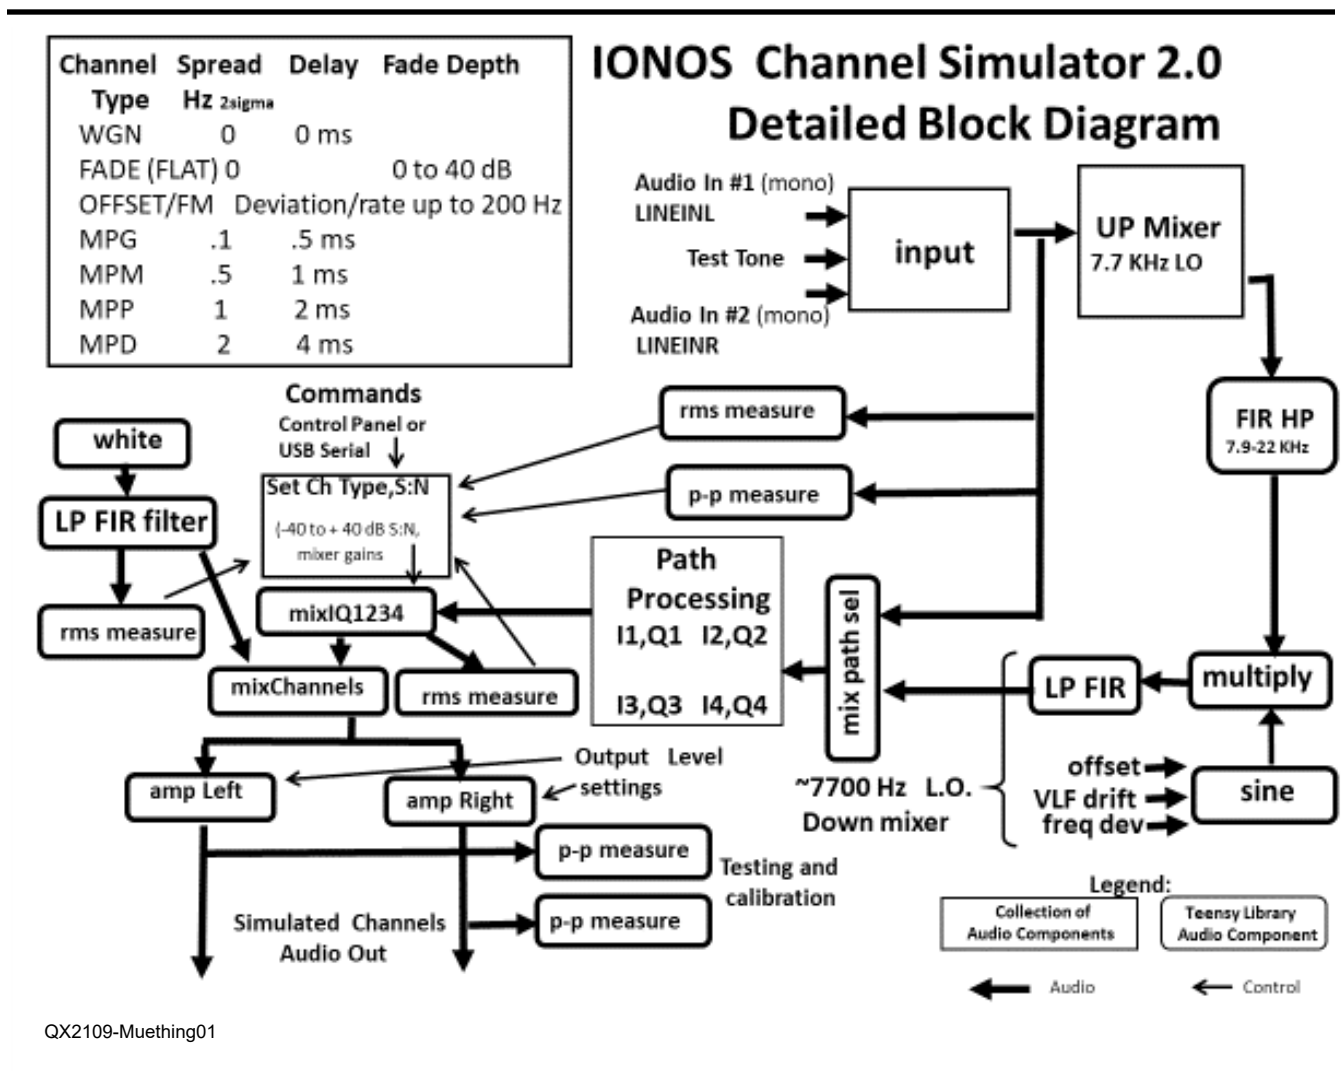 IONOS Channel Simulator 2.0
Detailed Block Diagram
Channel Spread Delay Fade Depth
Type Hz 2sigma
WGN 0 0 ms
FADE (FLAT) 0 0 to 40 dB
OFFSET/FM Deviation/rate up to 200 Hz
MPG .1 .5 ms
MPM .5 1 ms
MPP 1 2 ms
MPD 2 4 ms
Audio In #1 (mono)
LINEINL
Test Tone
Audio In #2 (mono)
LINEINR
input
UP Mixer
7.7 KHz LO
FIR HP
7.9-22 KHz
Commands
Control Panel or
USB Serial
Set Ch Type,S:N
(-40 to + 40 dB S:N,
mixer gains
rms measure
p-p measure
white
LP FIR filter
rms measure
mixIQ1234
mixChannels
rms measure
Path
Processing
I1,Q1 I2,Q2
I3,Q3 I4,Q4
mix path sel
LP FIR
multiply
offset
VLF drift
freq dev
sine
~7700 Hz L.O.
Down mixer
Output Level
settings
amp Left
amp Right
p-p measure
p-p measure
Testing and
calibration
Simulated Channels
Audio Out
Legend:
Collection of
Audio Components
Teensy Library
Audio Component
Audio
Control
QX2109-Muething01